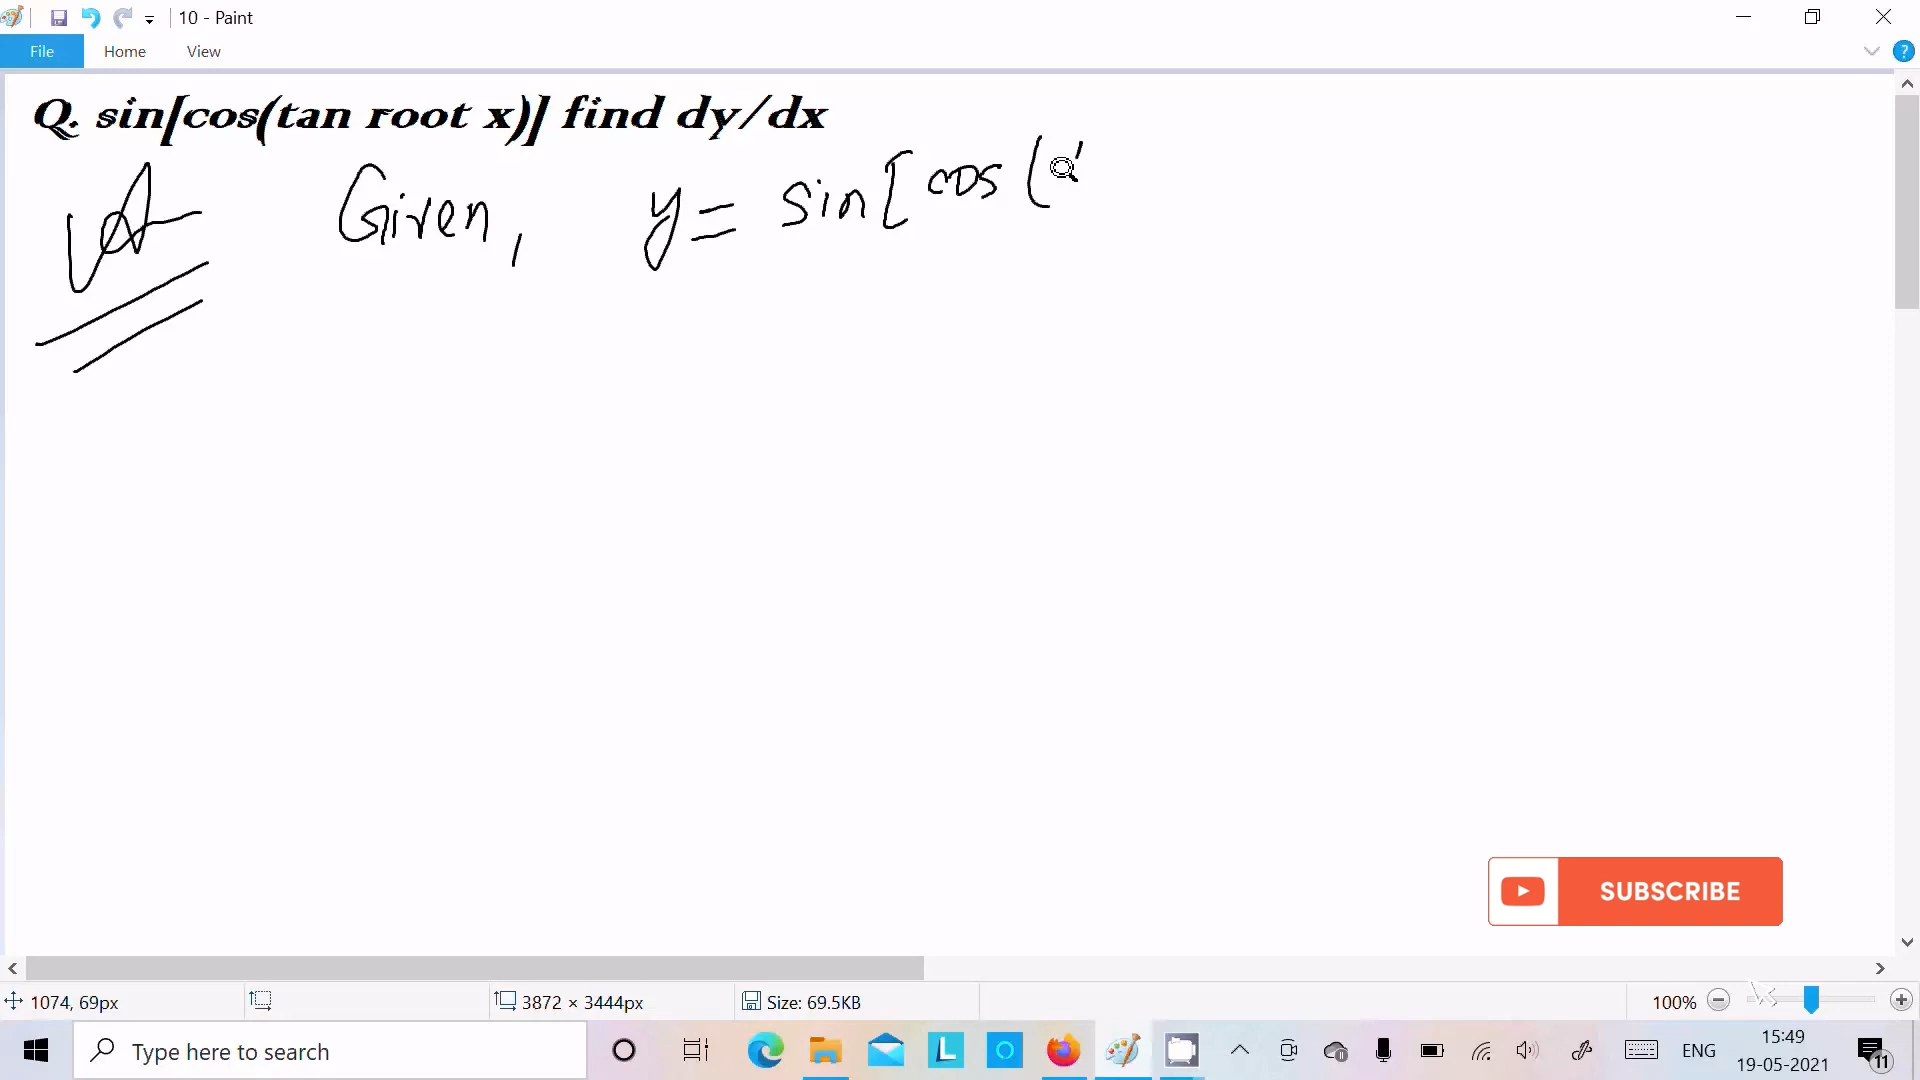 10 - Paint
File Home View
Q. sin[cos(tan root x)] find dy/dx
Given, y = sin[cos(
SUBSCRIBE
1074, 69px 3872 × 3444px Size: 69.5KB 100%
Type here to search
L
ENG
15:49
19-05-2021
11